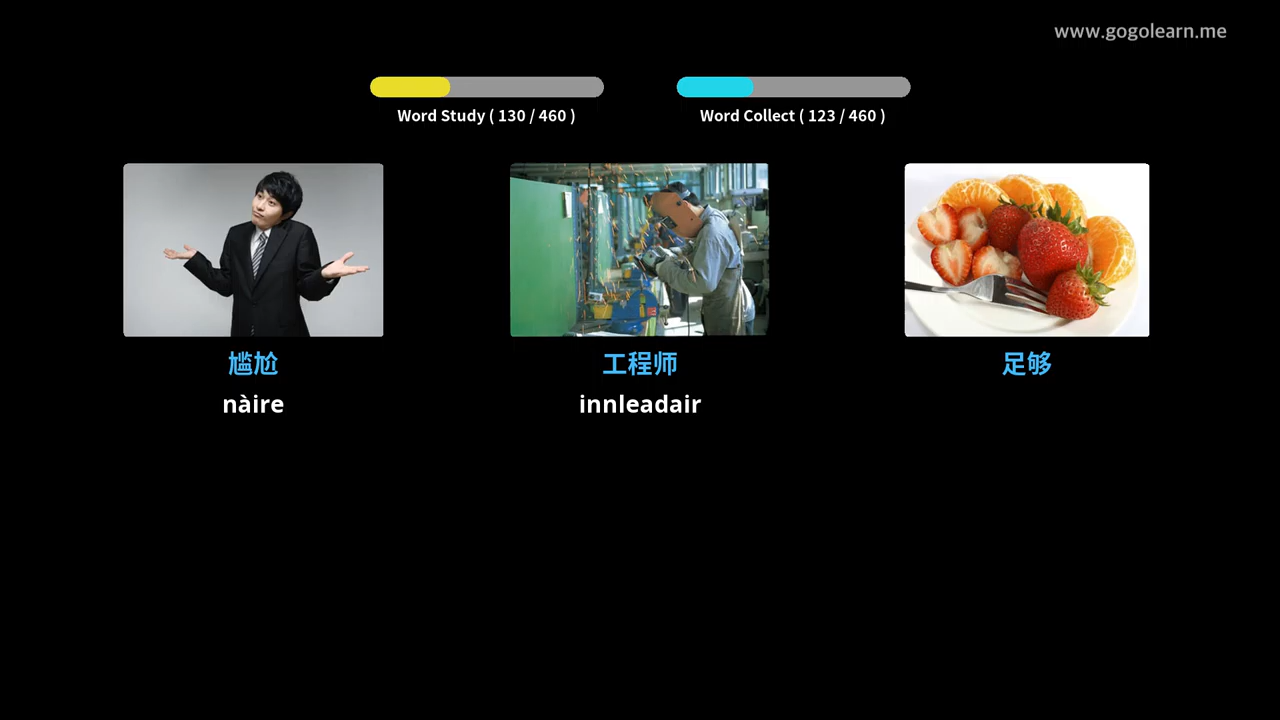 www.gogolearn.me
Word Study ( 130 / 460 )
Word Collect ( 123 / 460 )
尴尬
工程师
足够
nàire
innleadair